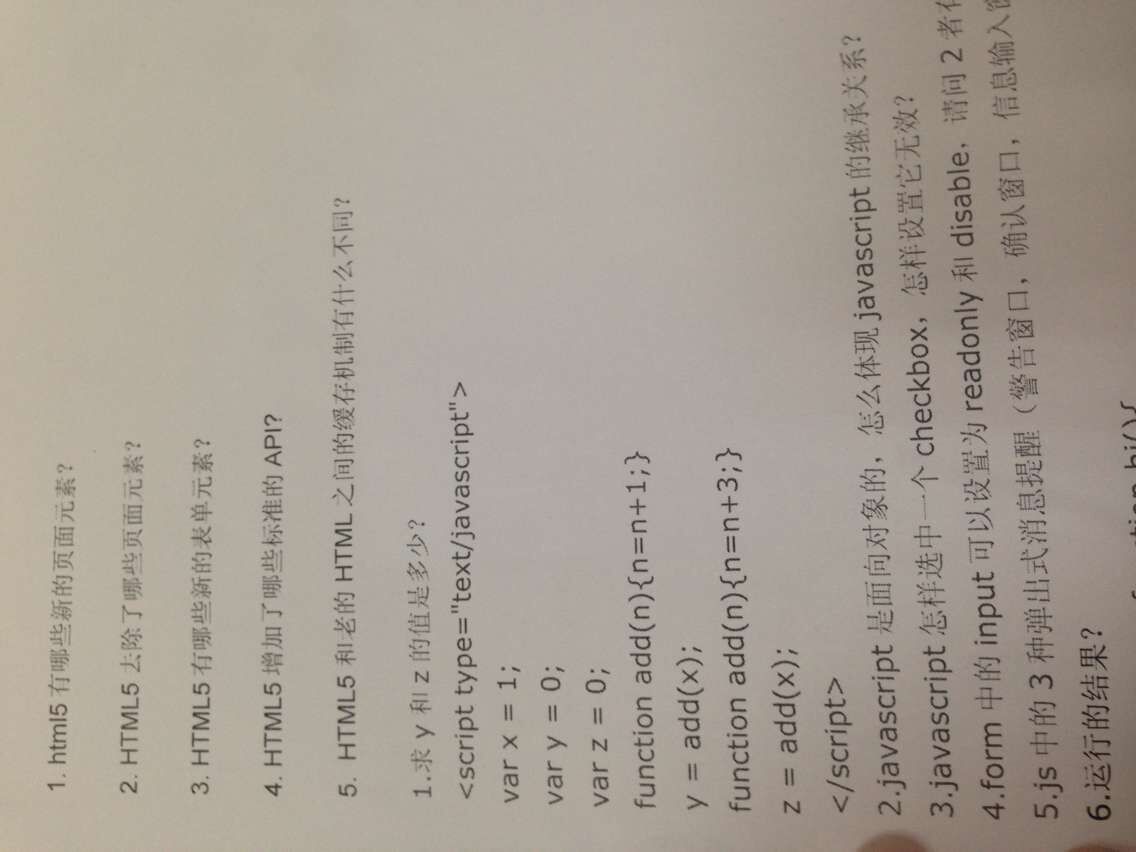 1. html5 有哪些新的页面元素？
2. HTML5 去除了哪些页面元素？
3. HTML5 有哪些新的表单元素？
4. HTML5 增加了哪些标准的 API？
5. HTML5 和老的 HTML 之间的缓存机制有什么不同？
1.求 y 和 z 的值是多少？
<script type="text/javascript">
var x = 1;
var y = 0;
var z = 0;
function add(n){n=n+1;}
y = add(x);
function add(n){n=n+3;}
z = add(x);
</script>
2.javascript 是面向对象的，怎么体现 javascript 的继承关系？
3.javascript 怎样选中一个 checkbox，怎样设置它无效？
4.form 中的 input 可以设置为 readonly 和 disable，请问 2 者有
5.js 中的 3 种弹出式消息提醒（警告窗口，确认窗口，信息输入窗
6.运行的结果？
hi(){